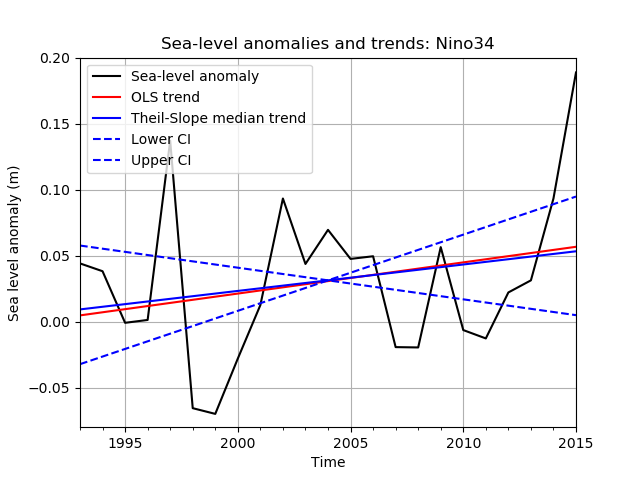 Sea-level anomalies and trends: Nino34
Sea-level anomaly
OLS trend
Theil-Slope median trend
Lower CI
Upper CI
0.20
0.15
0.10
0.05
0.00
−0.05
Sea level anomaly (m)
1995 2000 2005 2010 2015
Time